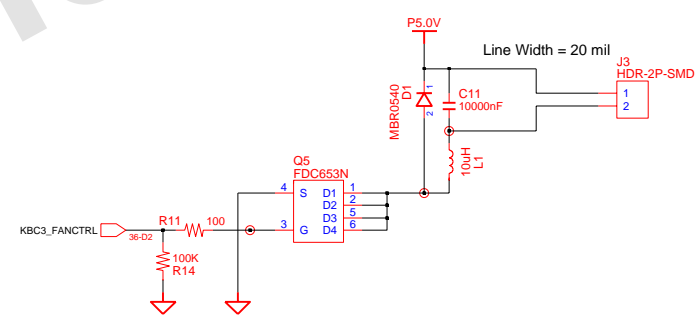 P5.0V
Line Width = 20 mil
J3
HDR-2P-SMD
1
2
MBR0540
D1
1
2
C11
10000nF
10uH
L1
Q5
FDC653N
4 S D1 1
D2 2
D3 5
3 G D4 6
KBC3_FANCTRL
36-D2
R11 100
100K
R14